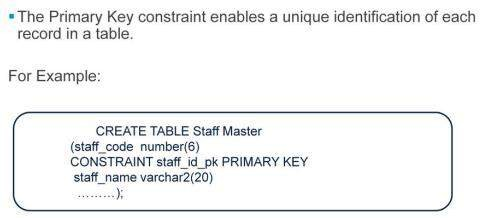 ▪ The Primary Key constraint enables a unique identification of each
record in a table.
For Example:
CREATE TABLE Staff Master
(staff_code number(6)
CONSTRAINT staff_id_pk PRIMARY KEY
staff_name varchar2(20)
.........);